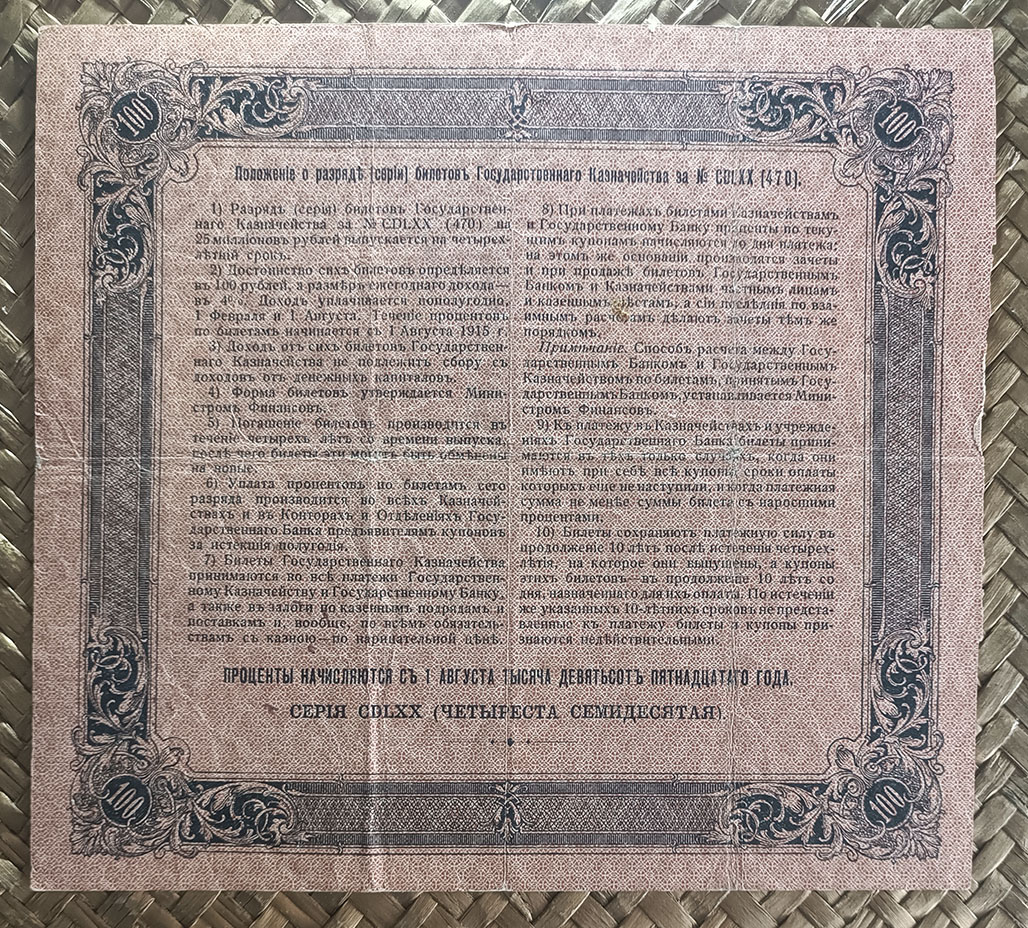 100
100
Положеніе о разрядѣ (серіи) билетовъ Государственнаго Казначейства за № CDLXX (470).
1) Разрядъ (серія) билетовъ Государствен-
наго Казначейства за № CDLXX (470) на
25 милліоновъ рублей выпускается на четырех-
лѣтній срокъ.
2) Достоинство сихъ билетовъ опредѣляется
въ 100 рублей, а размѣръ ежегоднаго дохода—
въ 4%. Доходъ уплачивается пополугодно,
1 Февраля и 1 Августа. Теченіе процентовъ
по билетамъ начинается съ 1 Августа 1915 г.
3) Доходъ отъ сихъ билетовъ Государствен-
наго Казначейства не подлежитъ сбору съ
доходовъ отъ денежныхъ капиталовъ.
4) Форма билетовъ утверждается Мини-
стромъ Финансовъ.
5) Погашеніе билетовъ производится въ
теченіе четырехъ лѣтъ со времени выпуска,
послѣ чего билеты эти могутъ быть обмѣнены
на новые.
6) Уплата процентовъ по билетамъ сего
разряда производится во всѣхъ Казначей-
ствахъ и въ Конторахъ и Отдѣленіяхъ Госу-
дарственнаго Банка предъявителямъ купоновъ
за истекшія полугодія.
7) Билеты Государственнаго Казначейства
принимаются во всѣ платежи Государствен-
ному Казначейству и Государственному Банку,
а также въ залоги по казеннымъ подрядамъ и
поставкамъ и, вообще, по всѣмъ обязатель-
ствамъ съ казною—по нарицательной цѣнѣ.
8) При платежахъ билетами Казначействамъ
и Государственному Банку проценты по теку-
щимъ купонамъ начисляются до дня платежа;
на этомъ же основаніи производятся зачеты
и при продажѣ билетовъ Государственнымъ
Банкомъ и Казначействами частнымъ лицамъ
и казеннымъ мѣстамъ, а сіи послѣднія по вза-
имнымъ расчетамъ дѣлаютъ зачеты тѣмъ же
порядкомъ.
Примѣчаніе. Способъ расчета между Госу-
дарственнымъ Банкомъ и Государственнымъ
Казначействомъ по билетамъ, принятымъ Госу-
дарственнымъ Банкомъ, устанавливается Мини-
стромъ Финансовъ.
9) Къ платежу въ Казначействахъ и учрежде-
ніяхъ Государственнаго Банка билеты прини-
маются въ тѣхъ только случаяхъ, когда они
имѣютъ при себѣ всѣ купоны, сроки оплаты
которыхъ еще не наступили, и когда платежная
сумма не менѣе суммы билета съ наросшими
процентами.
10) Билеты сохраняютъ платежную силу въ
продолженіе 10 лѣтъ послѣ истеченія четырех-
лѣтія, на которое они выпущены, а купоны
этихъ билетовъ—въ продолженіе 10 лѣтъ со
дня, назначеннаго для ихъ оплаты. По истеченіи
же указанныхъ 10-лѣтнихъ сроковъ не предста-
вленные къ платежу билеты и купоны при-
знаются недѣйствительными.
ПРОЦЕНТЫ НАЧИСЛЯЮТСЯ СЪ 1 АВГУСТА ТЫСЯЧА ДЕВЯТЬСОТЪ ПЯТНАДЦАТАГО ГОДА.
СЕРІЯ CDLXX (ЧЕТЫРЕСТА СЕМИДЕСЯТАЯ).
100
100